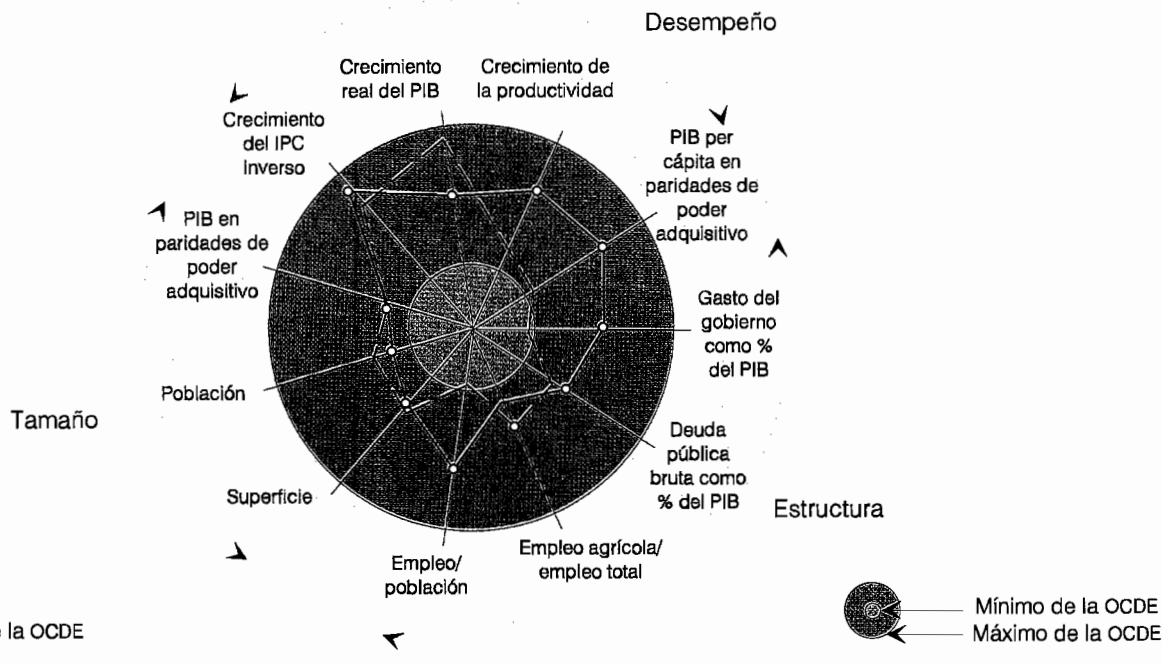 Desempeño
Crecimiento
real del PIB
Crecimiento de
la productividad
Crecimiento
del IPC
inverso
PIB per
cápita en
paridades de
poder
adquisitivo
PIB en
paridades de
poder
adquisitivo
Gasto del
gobierno
como %
del PIB
Población
Tamaño
Deuda
pública
bruta como
% del PIB
Superficie
Estructura
Empleo/
población
Empleo agrícola/
empleo total
Mínimo de la OCDE
Máximo de la OCDE
la OCDE